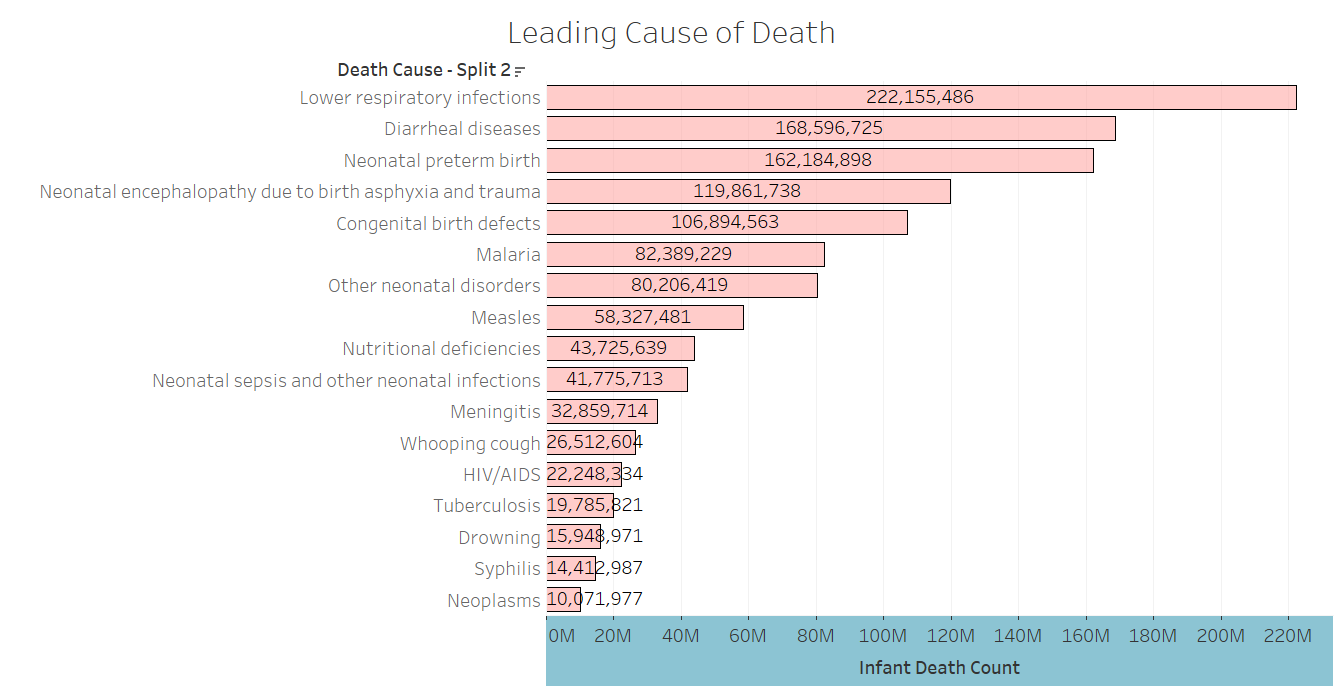 Leading Cause of Death
Death Cause - Split 2
Lower respiratory infections 222,155,486
Diarrheal diseases 168,596,725
Neonatal preterm birth 162,184,898
Neonatal encephalopathy due to birth asphyxia and trauma 119,861,738
Congenital birth defects 106,894,563
Malaria 82,389,229
Other neonatal disorders 80,206,419
Measles 58,327,481
Nutritional deficiencies 43,725,639
Neonatal sepsis and other neonatal infections 41,775,713
Meningitis 32,859,714
Whooping cough 26,512,604
HIV/AIDS 22,248,334
Tuberculosis 19,785,821
Drowning 15,948,971
Syphilis 14,412,987
Neoplasms 10,071,977
0M 20M 40M 60M 80M 100M 120M 140M 160M 180M 200M 220M
Infant Death Count